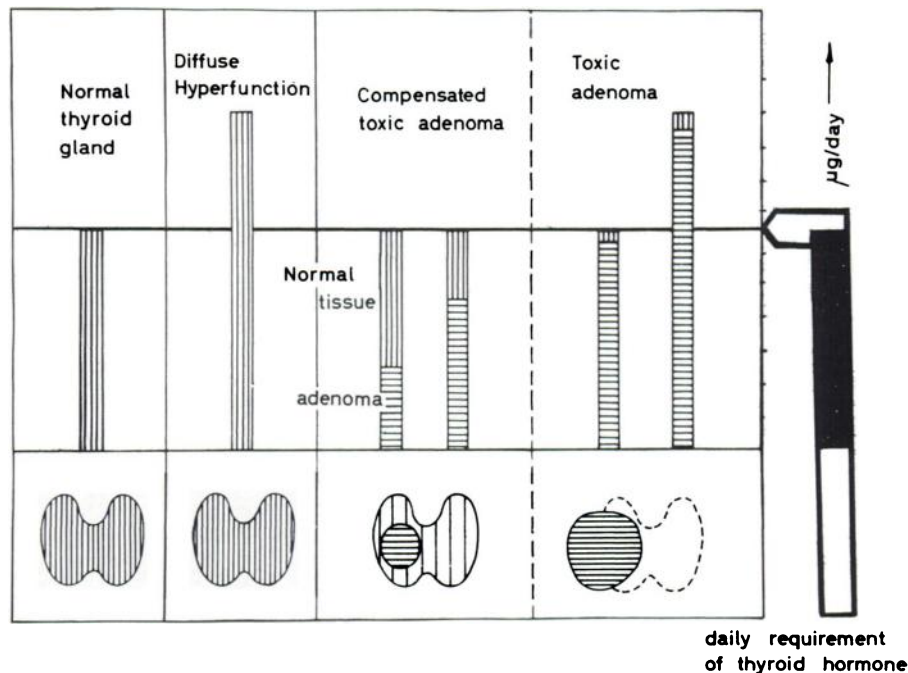 Normal
thyroid
gland
Diffuse
Hyperfunction
Compensated
toxic adenoma
Toxic
adenoma
µg/day
Normal
tissue
adenoma
daily requirement
of thyroid hormone